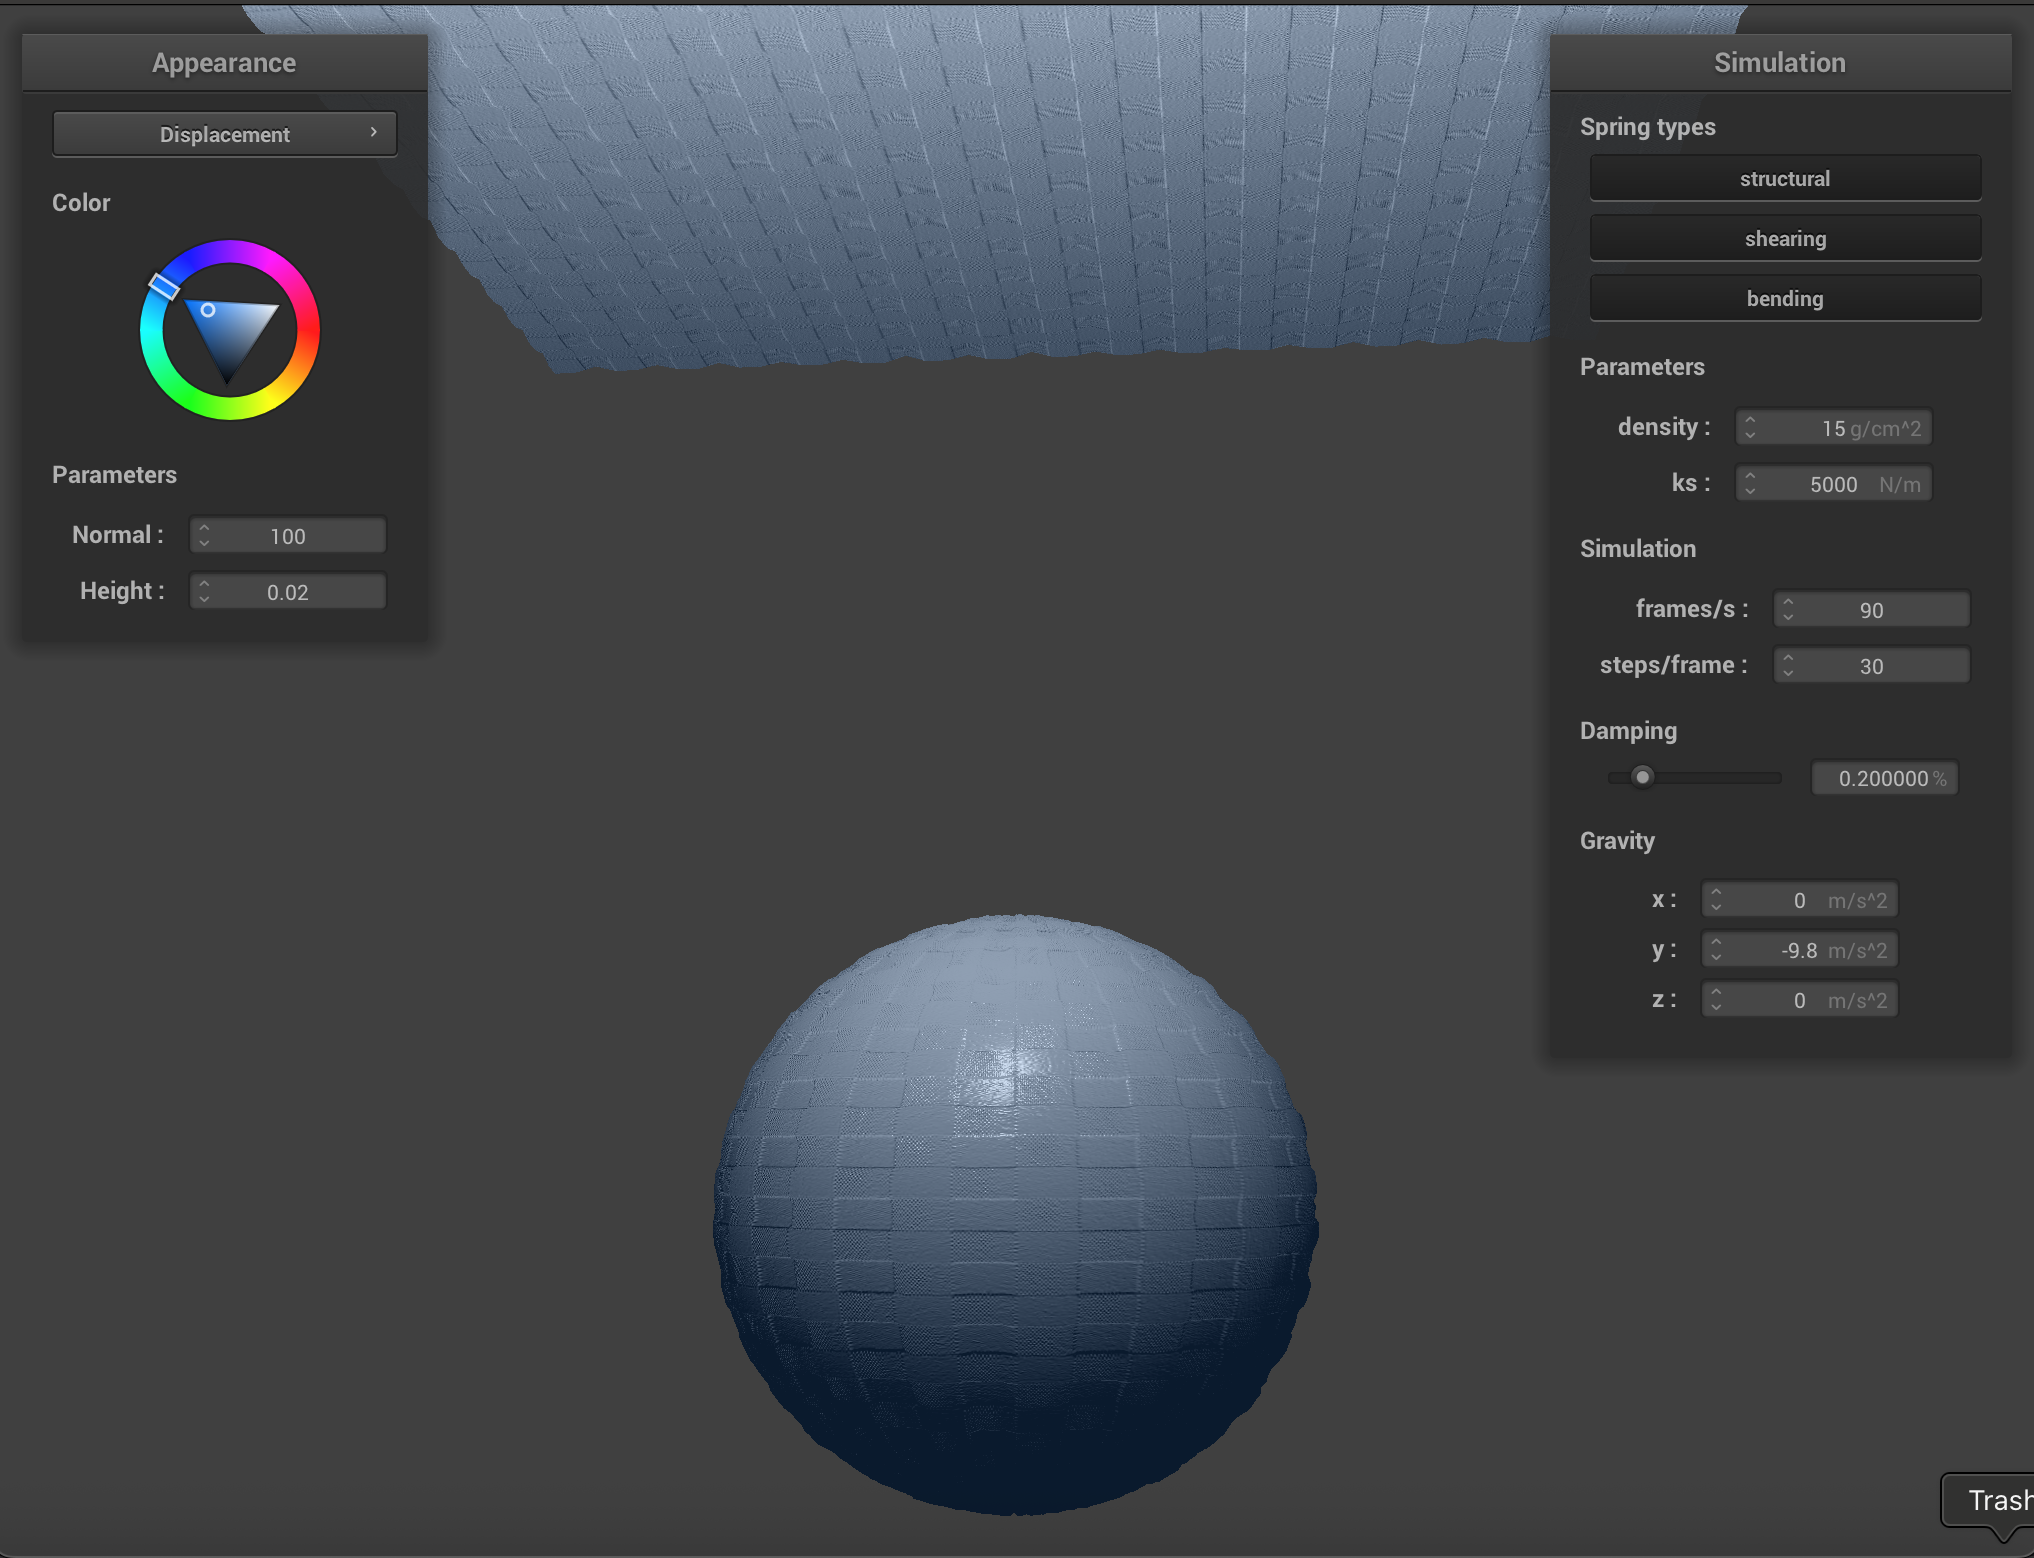 Appearance
Displacement
Color
Parameters
Normal : 100
Height : 0.02
Simulation
Spring types
structural
shearing
bending
Parameters
density : 15 g/cm^2
ks : 5000 N/m
Simulation
frames/s : 90
steps/frame : 30
Damping
0.200000 %
Gravity
x : 0 m/s^2
y : -9.8 m/s^2
z : 0 m/s^2
Trash